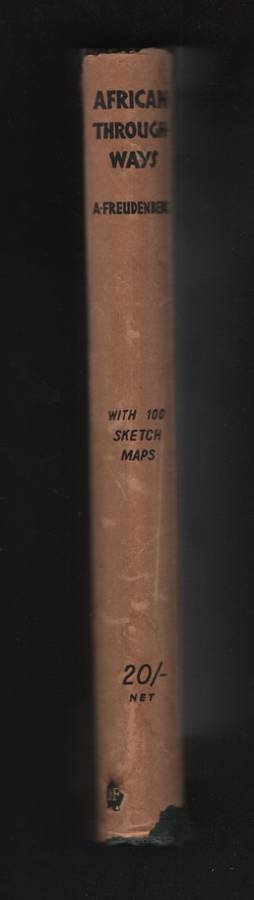 AFRICAN
THROUGH-
WAYS
A·FREUDENBERG
WITH 100
SKETCH
MAPS
20/-
NET